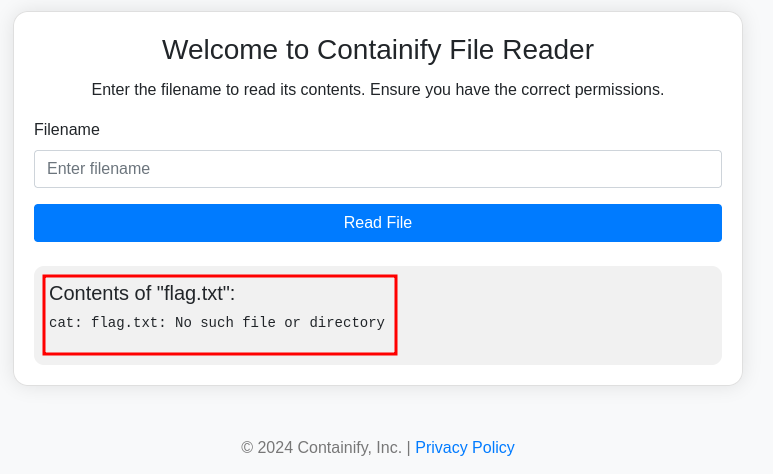 Welcome to Containify File Reader
Enter the filename to read its contents. Ensure you have the correct permissions.
Filename
Enter filename
Read File
Contents of "flag.txt":
cat: flag.txt: No such file or directory
© 2024 Containify, Inc. | Privacy Policy